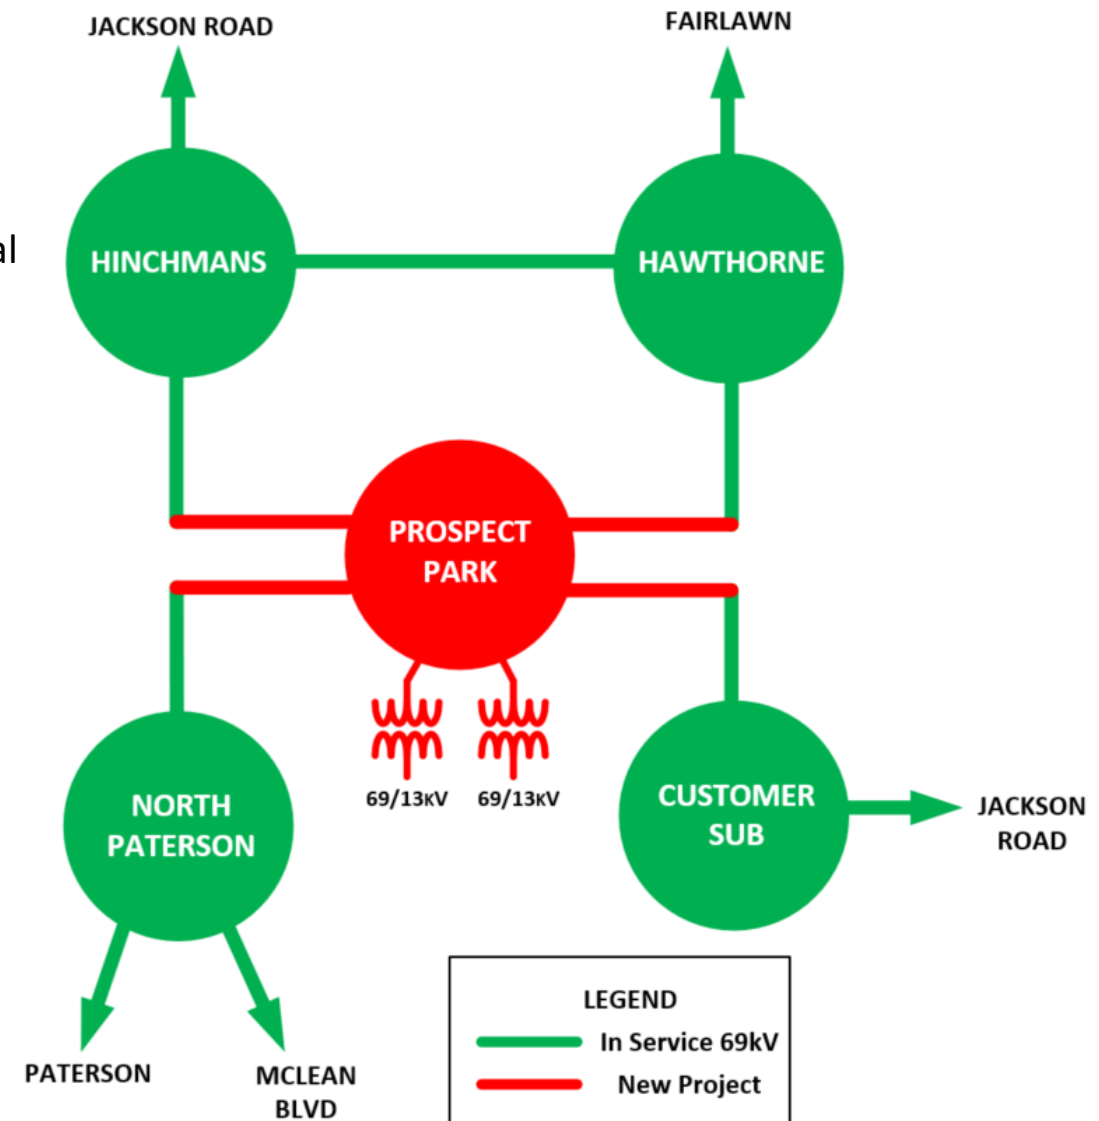 JACKSON ROAD
FAIRLAWN
al
HINCHMANS
HAWTHORNE
PROSPECT
PARK
69/13KV
69/13KV
NORTH
PATERSON
CUSTOMER
SUB
JACKSON
ROAD
PATERSON
MCLEAN
BLVD
LEGEND
In Service 69kV
New Project